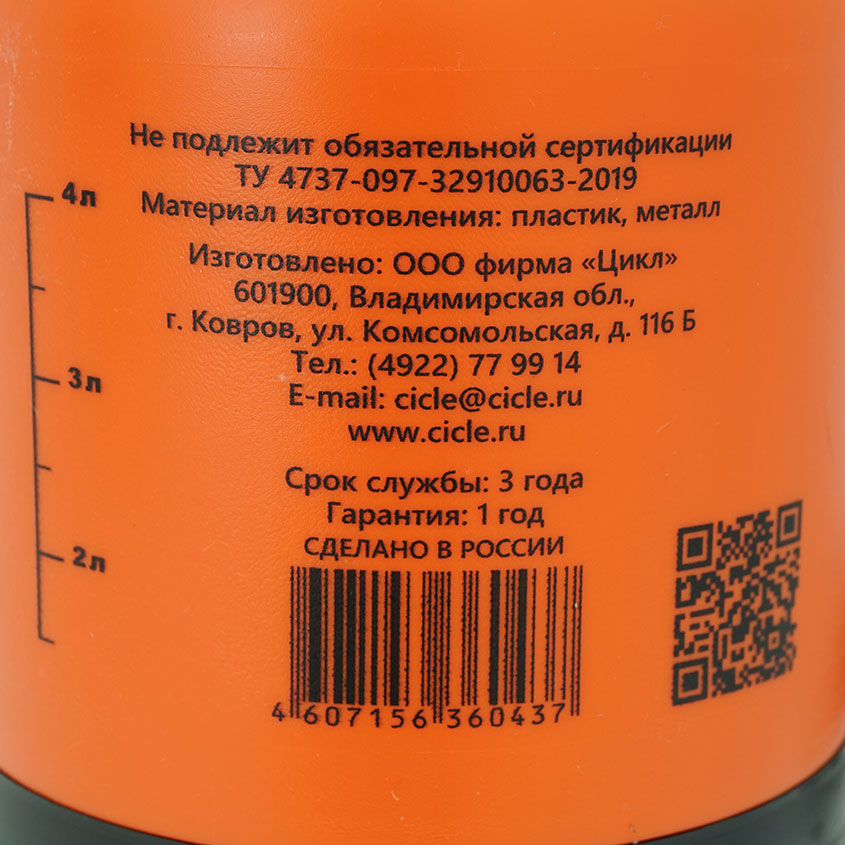 Не подлежит обязательной сертификации
ТУ 4737-097-32910063-2019
Материал изготовления: пластик, металл
Изготовлено: ООО фирма «Цикл»
601900, Владимирская обл.,
г. Ковров, ул. Комсомольская, д. 116 Б
Тел.: (4922) 77 99 14
E-mail: cicle@cicle.ru
www.cicle.ru
Срок службы: 3 года
Гарантия: 1 год
СДЕЛАНО В РОССИИ
4 607156 360437
4л
3л
2л